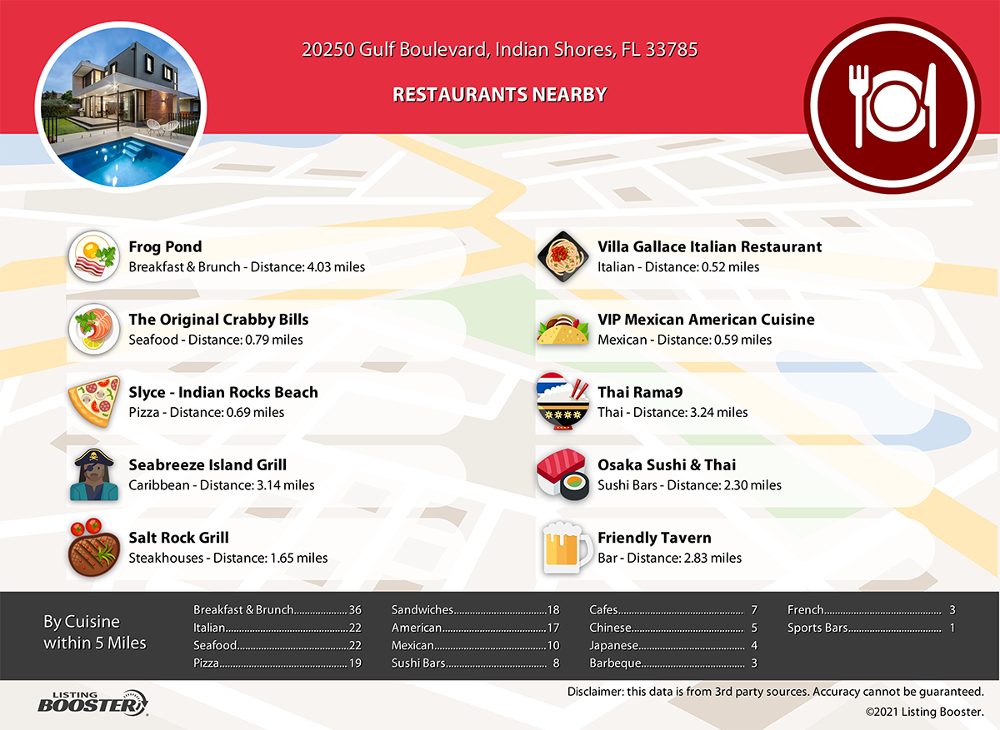 20250 Gulf Boulevard, Indian Shores, FL 33785
RESTAURANTS NEARBY
Frog Pond
Breakfast & Brunch - Distance: 4.03 miles
The Original Crabby Bills
Seafood - Distance: 0.79 miles
Slyce - Indian Rocks Beach
Pizza - Distance: 0.69 miles
Seabreeze Island Grill
Caribbean - Distance: 3.14 miles
Salt Rock Grill
Steakhouses - Distance: 1.65 miles
Villa Gallace Italian Restaurant
Italian - Distance: 0.52 miles
VIP Mexican American Cuisine
Mexican - Distance: 0.59 miles
Thai Rama9
Thai - Distance: 3.24 miles
Osaka Sushi & Thai
Sushi Bars - Distance: 2.30 miles
Friendly Tavern
Bar - Distance: 2.83 miles
By Cuisine
within 5 Miles
Breakfast & Brunch.................... 36
Italian.............................................. 22
Seafood.......................................... 22
Pizza................................................ 19
Sandwiches................................... 18
American....................................... 17
Mexican.......................................... 10
Sushi Bars...................................... 8
Cafes............................................... 7
Chinese.......................................... 5
Japanese........................................ 4
Barbeque....................................... 3
French............................................ 3
Sports Bars................................... 1
LISTING
BOOSTER®
Disclaimer: this data is from 3rd party sources. Accuracy cannot be guaranteed.
©2021 Listing Booster.